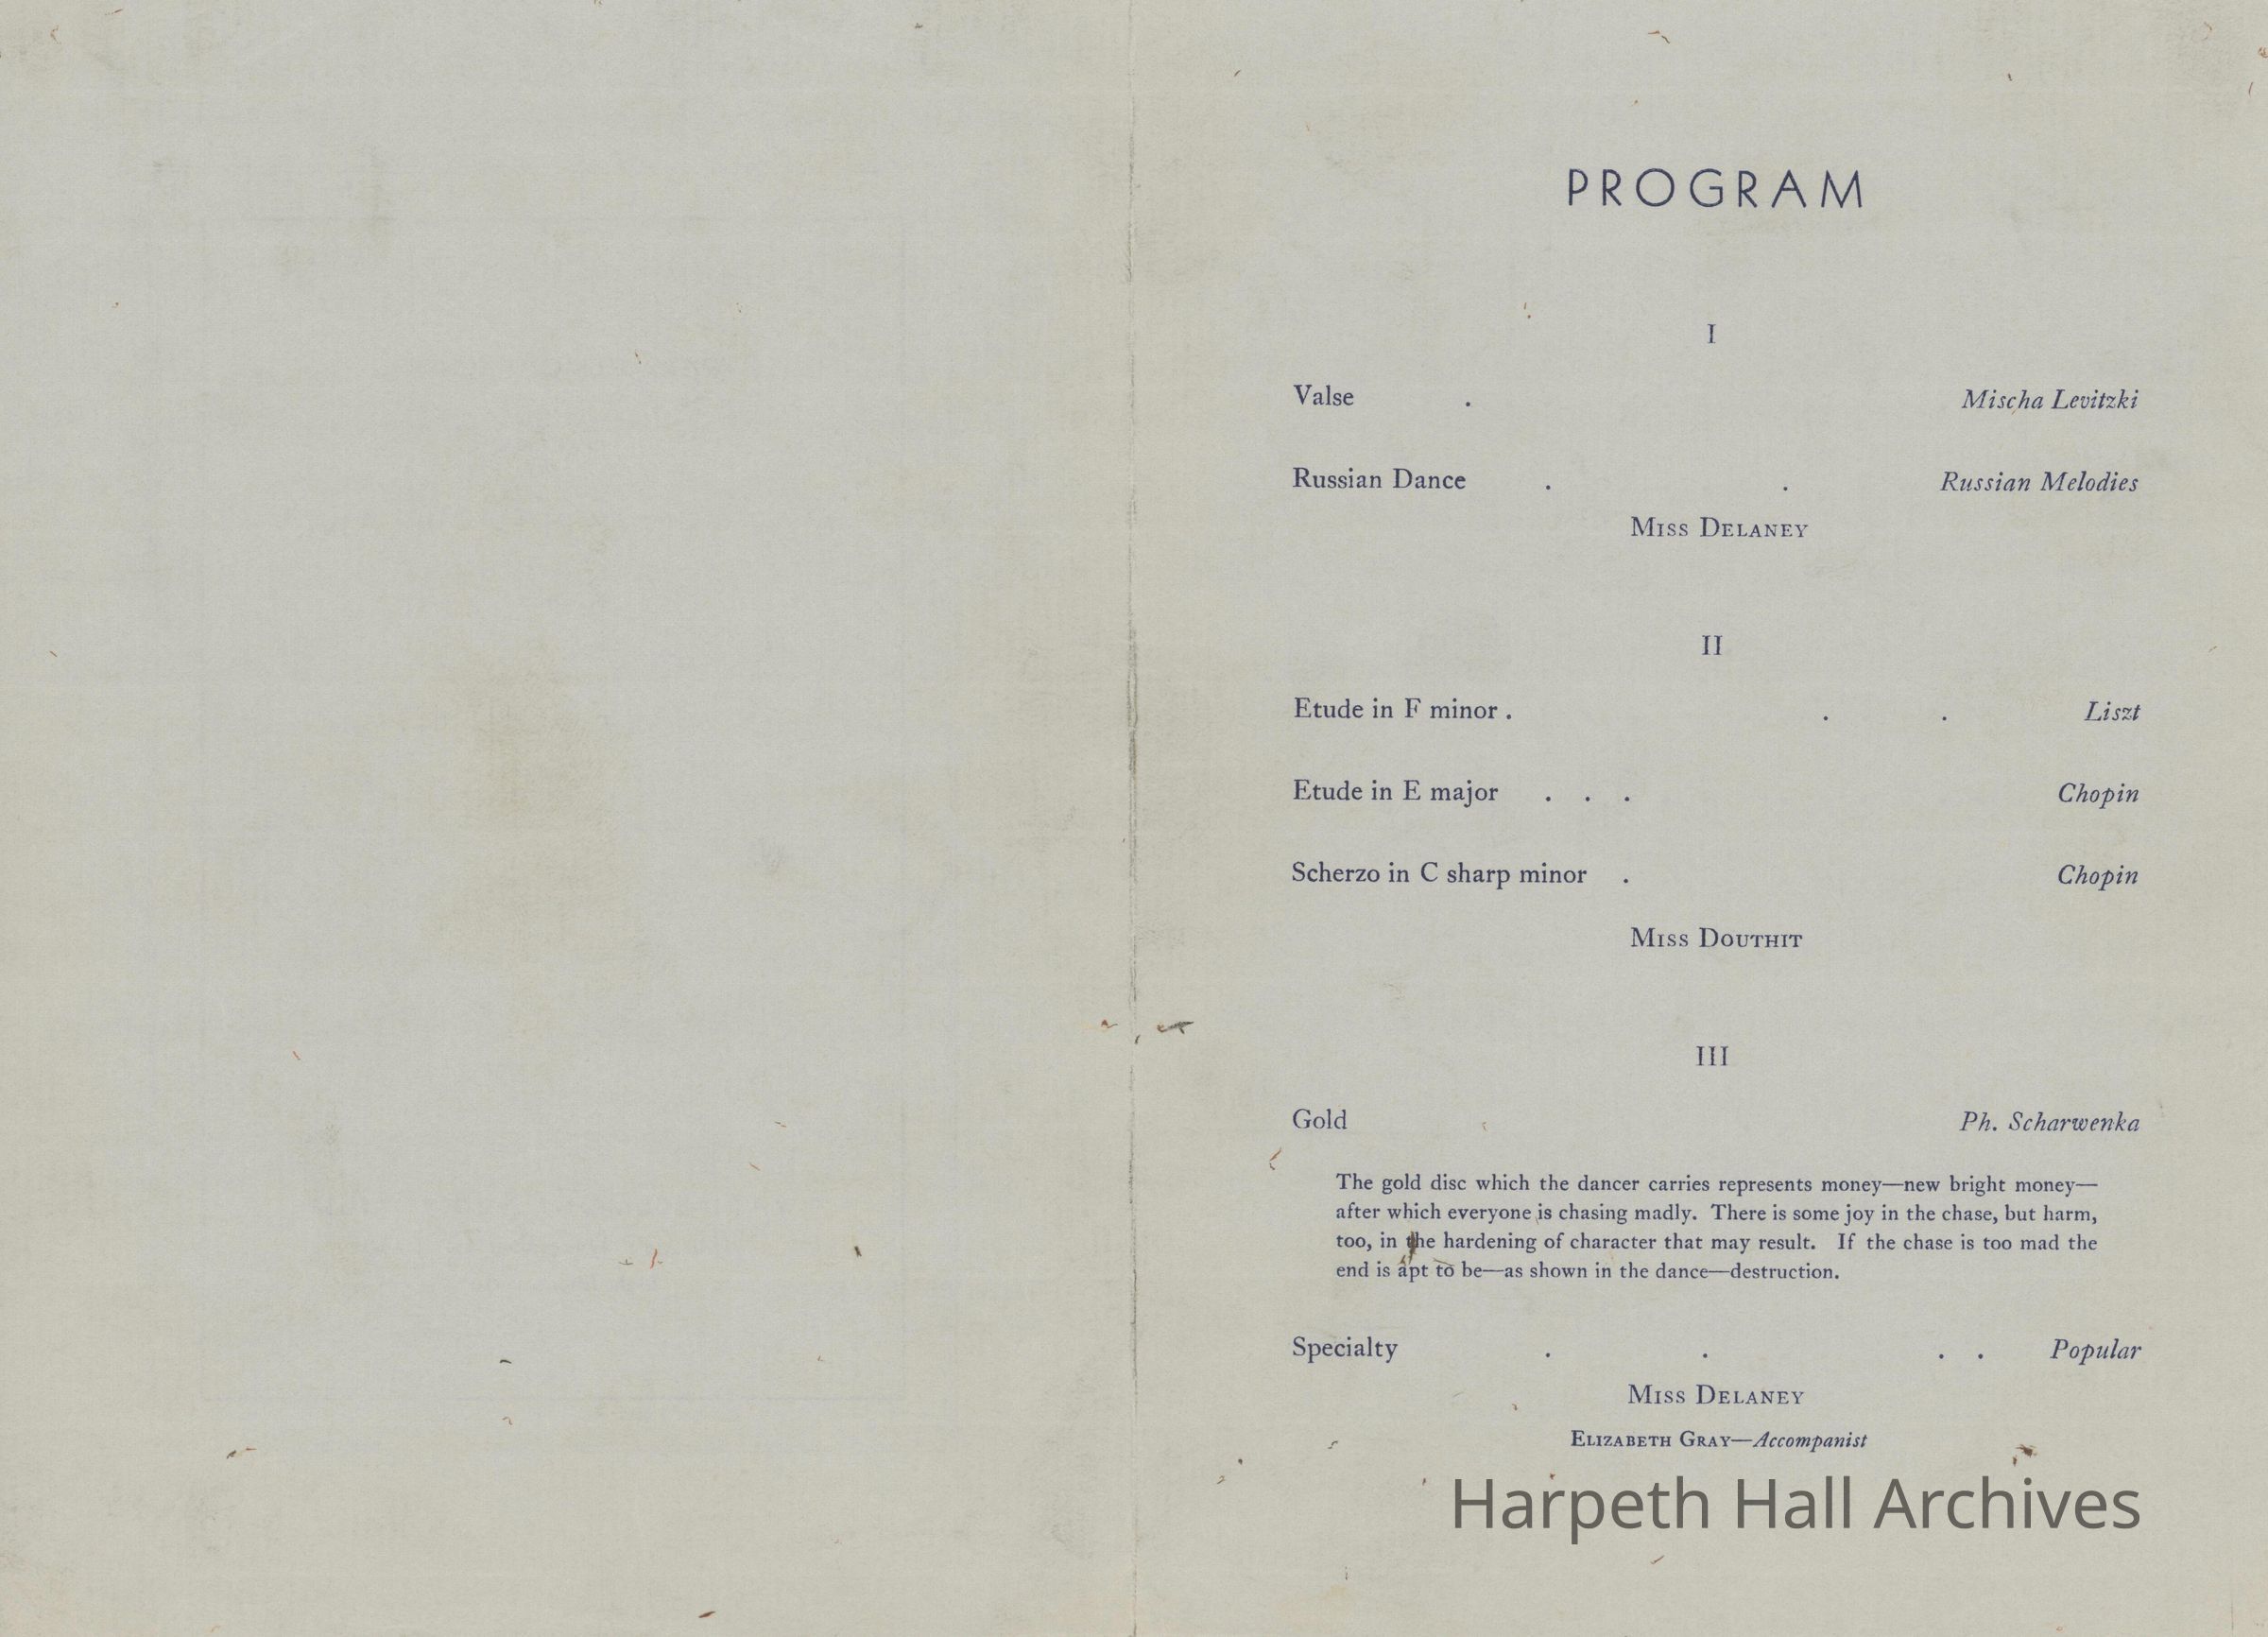 PROGRAM
I
Valse . Mischa Levitzki
Russian Dance . . Russian Melodies
Miss Delaney
II
Etude in F minor . . . Liszt
Etude in E major . . . Chopin
Scherzo in C sharp minor . Chopin
Miss Douthit
III
Gold Ph. Scharwenka
The gold disc which the dancer carries represents money—new bright money—
after which everyone is chasing madly. There is some joy in the chase, but harm,
too, in the hardening of character that may result. If the chase is too mad the
end is apt to be—as shown in the dance—destruction.
Specialty . . . . Popular
Miss Delaney
Elizabeth Gray—Accompanist
Harpeth Hall Archives